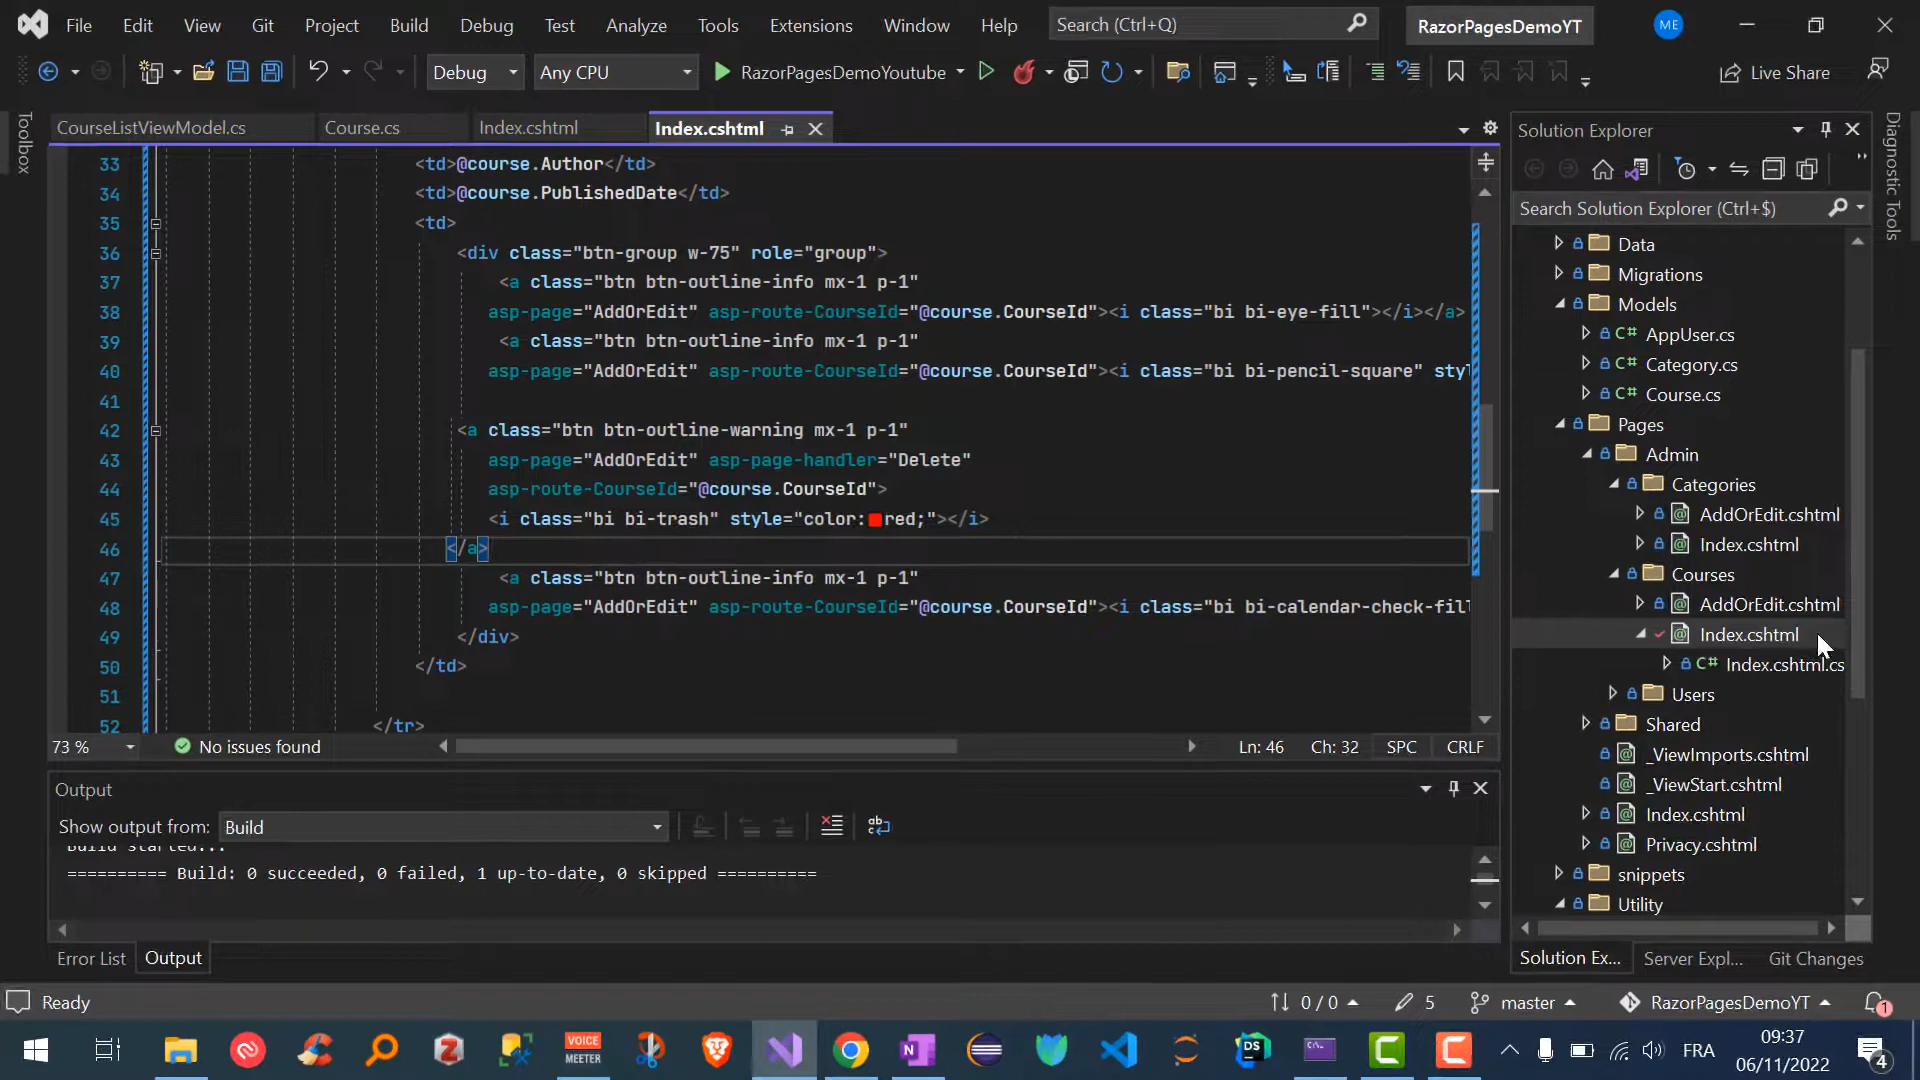 File Edit View Git Project Build Debug Test Analyze Tools Extensions Window Help Search (Ctrl+Q) RazorPagesDemoYT ME
Debug Any CPU RazorPagesDemoYoutube Live Share
Toolbox
CourseListViewModel.cs Course.cs Index.cshtml Index.cshtml
33 <td>@course.Author</td>
34 <td>@course.PublishedDate</td>
35 <td>
36 <div class="btn-group w-75" role="group">
37 <a class="btn btn-outline-info mx-1 p-1"
38 asp-page="AddOrEdit" asp-route-CourseId="@course.CourseId"><i class="bi bi-eye-fill"></i></a>
39 <a class="btn btn-outline-info mx-1 p-1"
40 asp-page="AddOrEdit" asp-route-CourseId="@course.CourseId"><i class="bi bi-pencil-square" sty
41
42 <a class="btn btn-outline-warning mx-1 p-1"
43 asp-page="AddOrEdit" asp-page-handler="Delete"
44 asp-route-CourseId="@course.CourseId">
45 <i class="bi bi-trash" style="color:red;"></i>
46 </a>
47 <a class="btn btn-outline-info mx-1 p-1"
48 asp-page="AddOrEdit" asp-route-CourseId="@course.CourseId"><i class="bi bi-calendar-check-fill
49 </div>
50 </td>
51
52 </tr>
73 % No issues found Ln: 46 Ch: 32 SPC CRLF
Output
Show output from: Build
Build started...
========== Build: 0 succeeded, 0 failed, 1 up-to-date, 0 skipped ==========
Error List Output
Solution Explorer
Search Solution Explorer (Ctrl+$)
Data
Migrations
Models
C# AppUser.cs
C# Category.cs
C# Course.cs
Pages
Admin
Categories
AddOrEdit.cshtml
Index.cshtml
Courses
AddOrEdit.cshtml
Index.cshtml
C# Index.cshtml.cs
Users
Shared
_ViewImports.cshtml
_ViewStart.cshtml
Index.cshtml
Privacy.cshtml
snippets
Utility
Solution Ex... Server Expl... Git Changes
Diagnostic Tools
Ready 0 / 0 5 master RazorPagesDemoYT 1
VOICE
MEETER
N
DS
C
C
FRA
09:37
06/11/2022
4